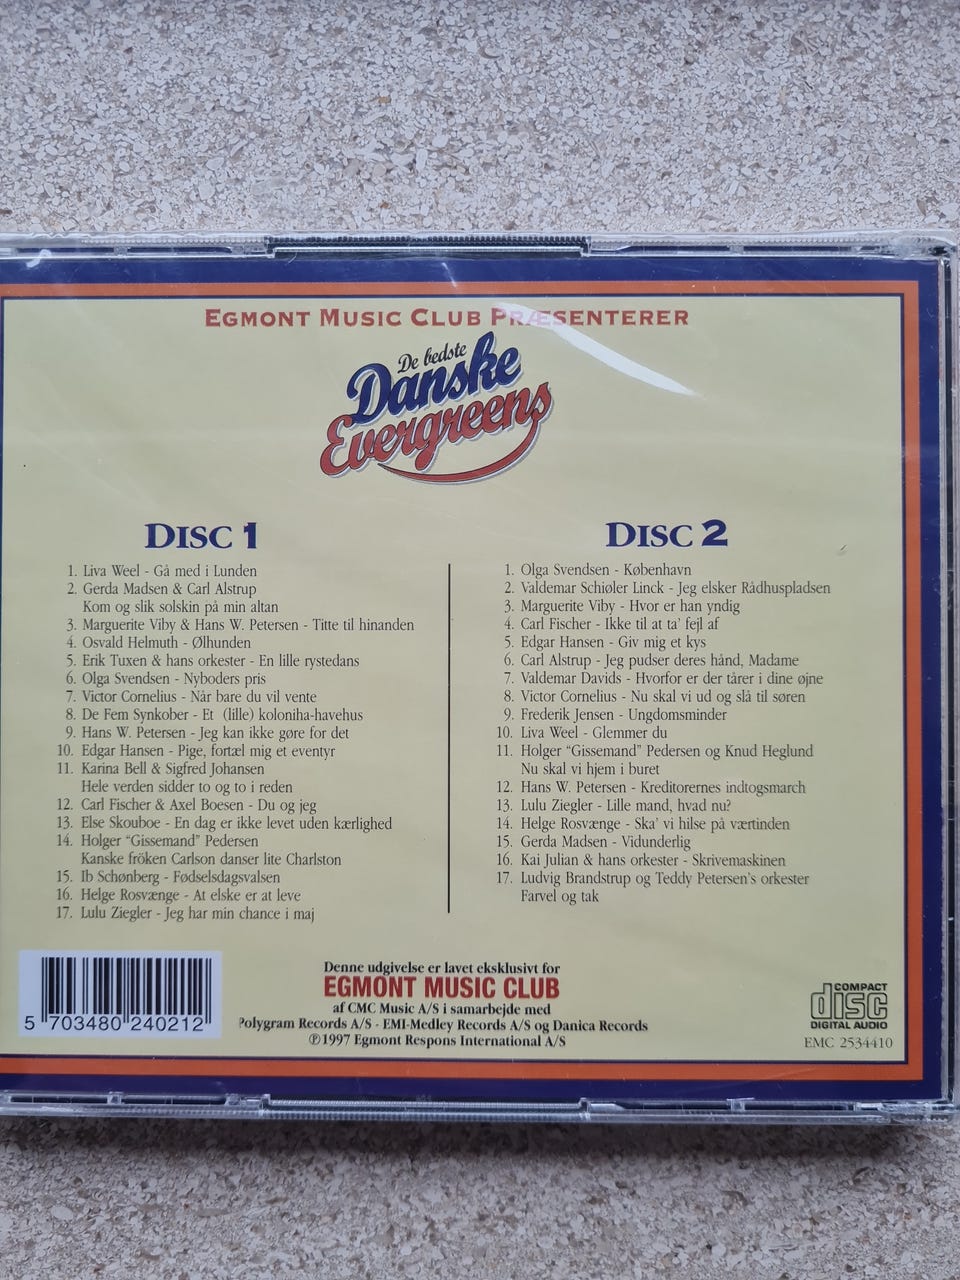 EGMONT MUSIC CLUB PRÆSENTERER
De bedste
Danske
Evergreens
DISC 1
1. Liva Weel - Gå med i Lunden
2. Gerda Madsen & Carl Alstrup
Kom og slik solskin på min altan
3. Marguerite Viby & Hans W. Petersen - Titte til hinanden
4. Osvald Helmuth - Ølhunden
5. Erik Tuxen & hans orkester - En lille rystedans
6. Olga Svendsen - Nyboders pris
7. Victor Cornelius - Når bare du vil vente
8. De Fem Synkober - Et (lille) koloniha-havehus
9. Hans W. Petersen - Jeg kan ikke gøre for det
10. Edgar Hansen - Pige, fortæl mig et eventyr
11. Karina Bell & Sigfred Johansen
Hele verden sidder to og to i reden
12. Carl Fischer & Axel Boesen - Du og jeg
13. Else Skouboe - En dag er ikke levet uden kærlighed
14. Holger "Gissemand" Pedersen
Kanske fröken Carlson danser lite Charlston
15. Ib Schønberg - Fødselsdagsvalsen
16. Helge Rosvænge - At elske er at leve
17. Lulu Ziegler - Jeg har min chance i maj
DISC 2
1. Olga Svendsen - København
2. Valdemar Schiøler Linck - Jeg elsker Rådhuspladsen
3. Marguerite Viby - Hvor er han yndig
4. Carl Fischer - Ikke til at ta' fejl af
5. Edgar Hansen - Giv mig et kys
6. Carl Alstrup - Jeg pudser deres hånd, Madame
7. Valdemar Davids - Hvorfor er der tårer i dine øjne
8. Victor Cornelius - Nu skal vi ud og slå til søren
9. Frederik Jensen - Ungdomsminder
10. Liva Weel - Glemmer du
11. Holger "Gissemand" Pedersen og Knud Heglund
Nu skal vi hjem i buret
12. Hans W. Petersen - Kreditorernes indtogsmarch
13. Lulu Ziegler - Lille mand, hvad nu?
14. Helge Rosvænge - Ska' vi hilse på værtinden
15. Gerda Madsen - Vidunderlig
16. Kai Julian & hans orkester - Skrivemaskinen
17. Ludvig Brandstrup og Teddy Petersen's orkester
Farvel og tak
5 703480 240212
Denne udgivelse er lavet eksklusivt for
EGMONT MUSIC CLUB
af CMC Music A/S i samarbejde med
Polygram Records A/S - EMI-Medley Records A/S og Danica Records
℗1997 Egmont Respons International A/S
COMPACT
disc
DIGITAL AUDIO
EMC 2534410